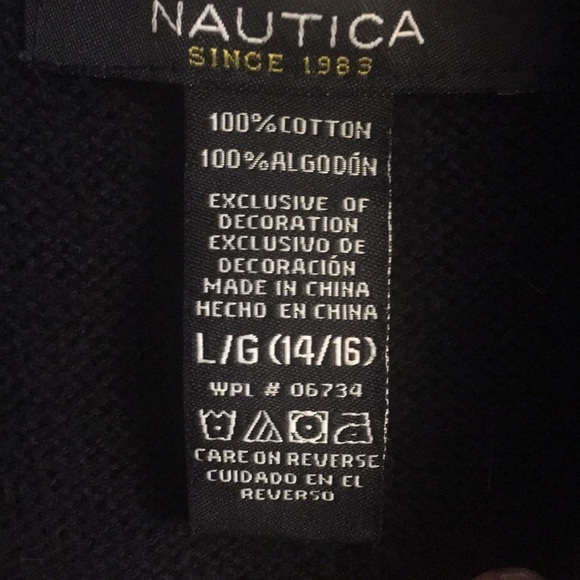 NAUTICA
SINCE 1983
100% COTTON
100% ALGODÓN
EXCLUSIVE OF
DECORATION
EXCLUSIVO DE
DECORACIÓN
MADE IN CHINA
HECHO EN CHINA
L/G (14/16)
WPL # 06734
CARE ON REVERSE
CUIDADO EN EL
REVERSO